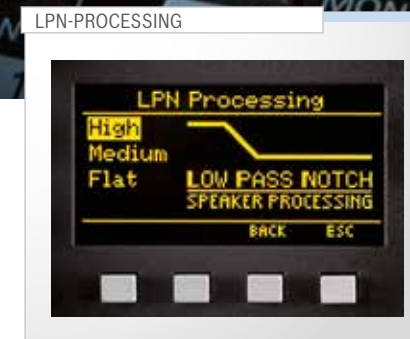 LPN-PROCESSING
LPN Processing
High
Medium
Flat
LOW PASS NOTCH
SPEAKER PROCESSING
BACK ESC